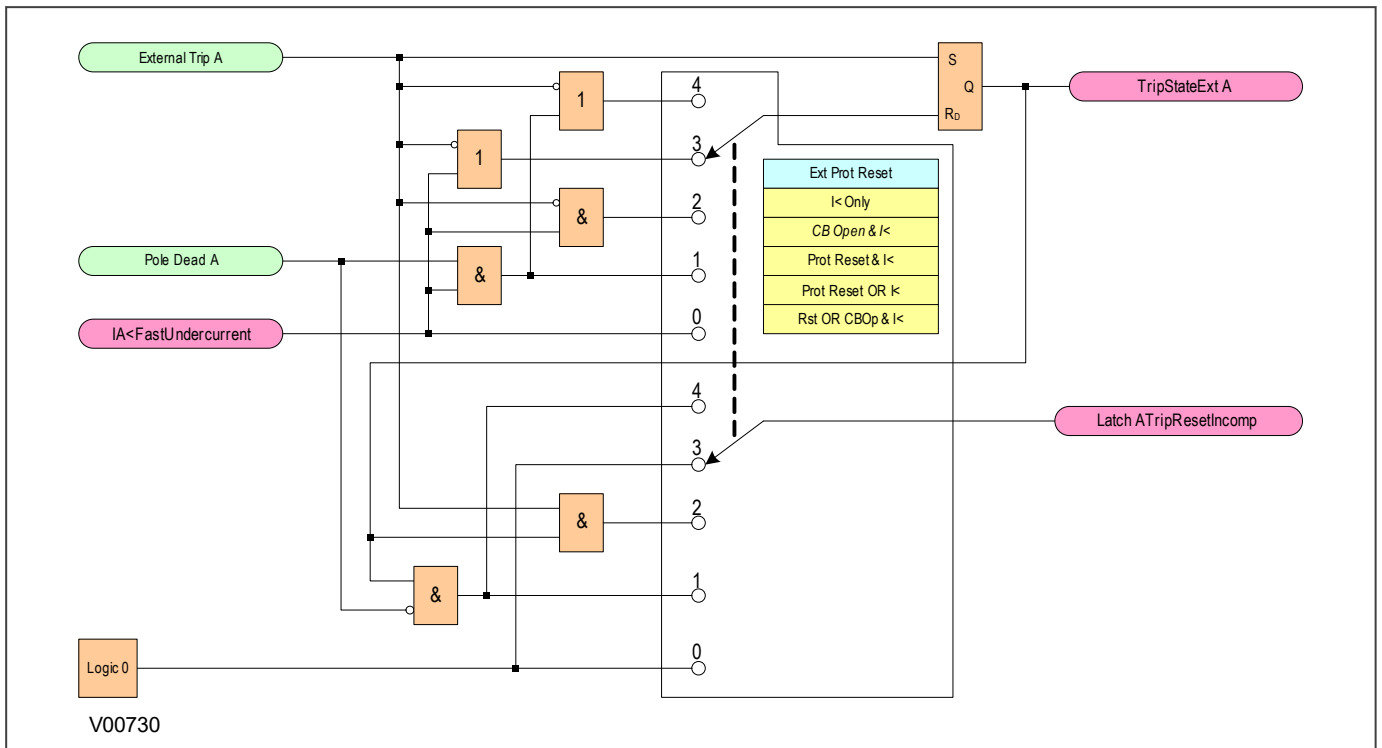 External Trip A
S
Q
RD
TripStateExt A
1
4
1
3
Ext Prot Reset
I< Only
CB Open & I<
Prot Reset & I<
Prot Reset OR I<
Rst OR CBOp & I<
&
2
Pole Dead A
&
1
IA<FastUndercurrent
0
4
Latch ATripResetIncomp
3
&
2
&
1
Logic 0
0
V00730